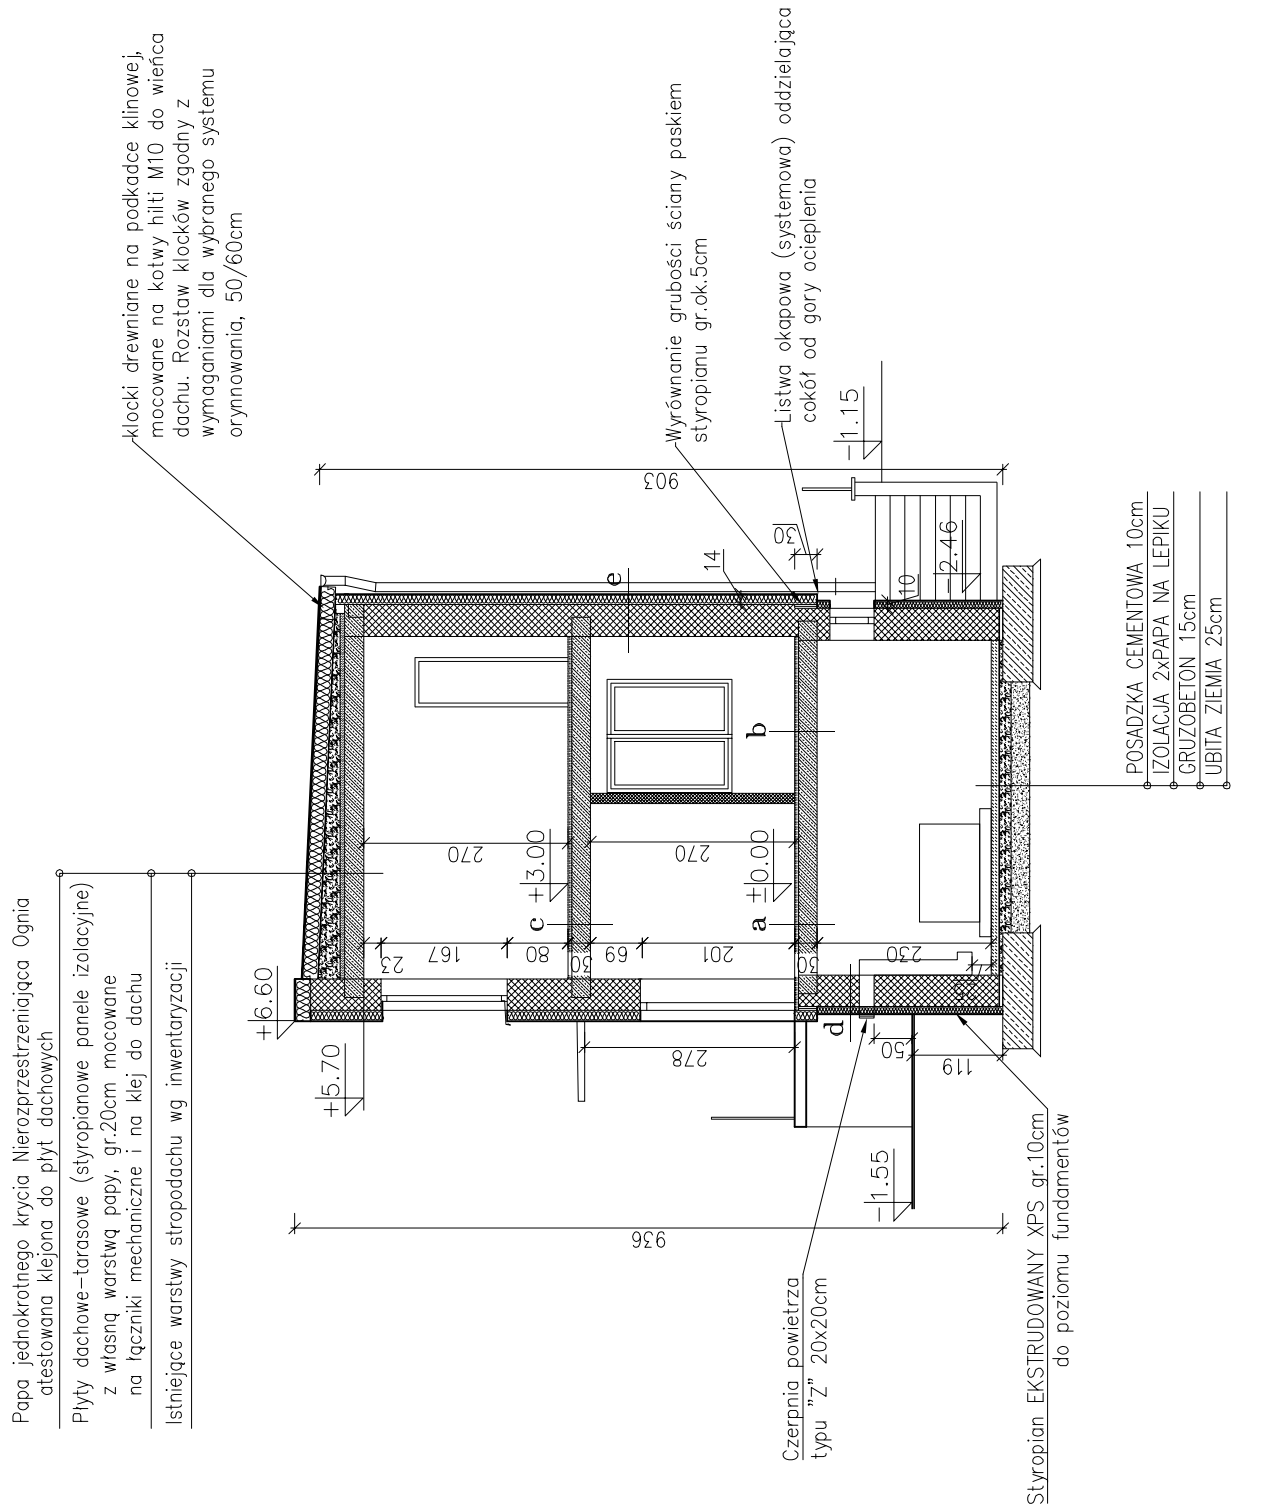 Papa jednokrotnego krycia Nierozprzestrzeniająca Ognia
atestowana klejona do płyt dachowych
Płyty dachowe-tarasowe (styropianowe panele izolacyjne)
z własną warstwą papy, gr.20cm mocowane
na łączniki mechaniczne i na klej do dachu
Istniejące warstwy stropodachu wg inwentaryzacji
klocki drewniane na podkadce klinowej,
mocowane na kotwy hilti M10 do wieńca
dachu. Rozstaw klocków zgodny z
wymaganiami dla wybranego systemu
orynnowania, 50/60cm
Wyrównanie grubości ściany paskiem
styropianu gr.ok.5cm
Listwa okapowa (systemowa) oddzielająca
cokół od gory ocieplenia
Czerpnia powietrza
typu "Z" 20x20cm
Styropian EKSTRUDOWANY XPS gr.10cm
do poziomu fundamentów
POSADZKA CEMENTOWA 10cm
IZOLACJA 2xPAPA NA LEPIKU
GRUZOBETON 15cm
UBITA ZIEMIA 25cm
+6.60
+5.70
+3.00
±0.00
-1.15
-1.55
-2.46
903
936
270
270
23
167
80
30
69
201
30
230
278
50
119
14
30
10
a
b
c
d
e